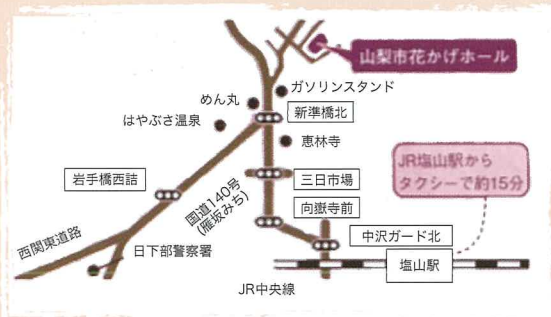 山梨市花かげホール
ガソリンスタンド
めん丸
新準橋北
はやぶさ温泉
恵林寺
JR塩山駅から
タクシーで約15分
岩手橋西詰
三日市場
国道140号
(雁坂みち)
向嶽寺前
中沢ガード北
西関東道路
日下部警察署
塩山駅
JR中央線